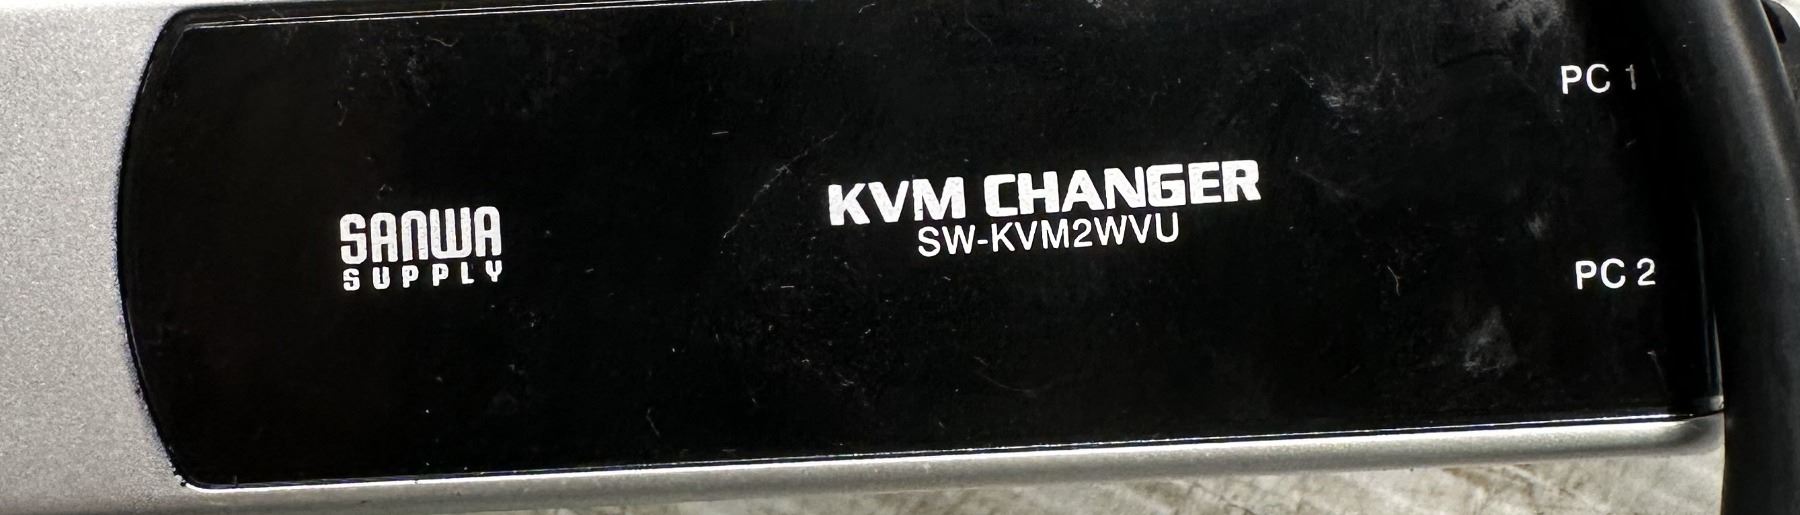 SANWA
SUPPLY
KVM CHANGER
SW-KVM2WVU
PC 1
PC 2